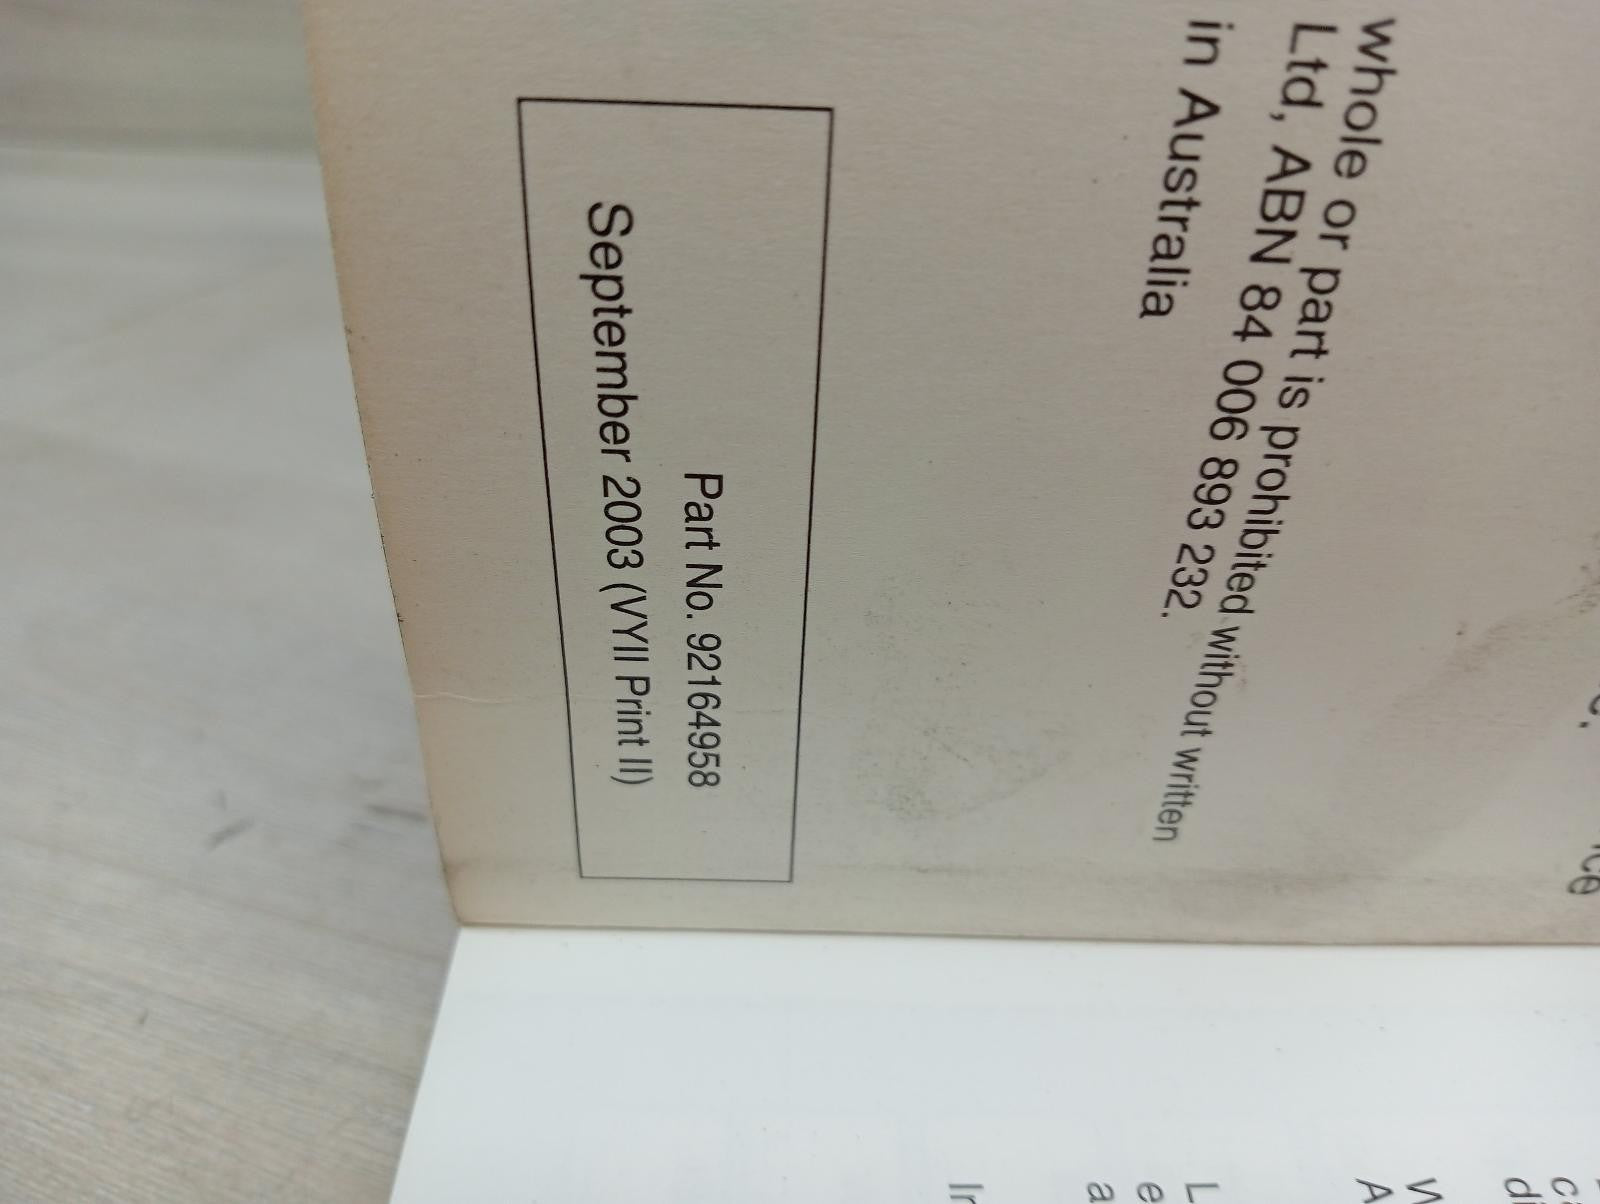 whole or part is prohibited without written
Ltd, ABN 84 006 893 232.
in Australia
Part No. 92164958
September 2003 (VYII Print II)